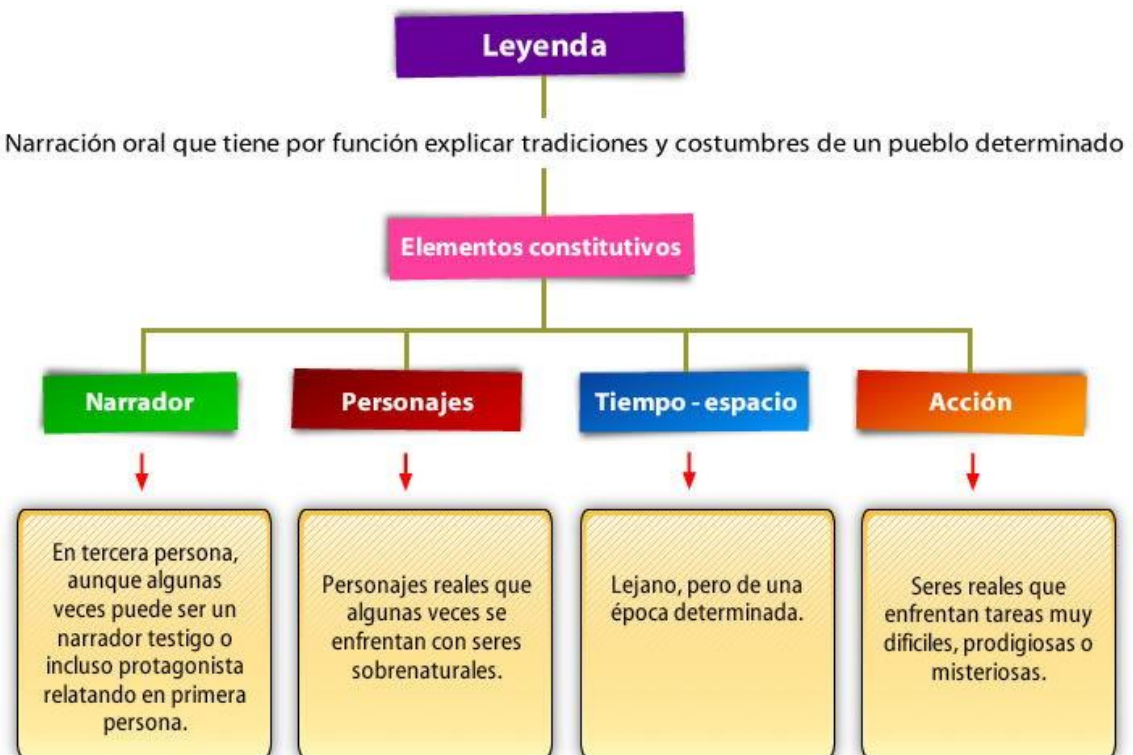 Leyenda
Narración oral que tiene por función explicar tradiciones y costumbres de un pueblo determinado
Elementos constitutivos
Narrador
Personajes
Tiempo - espacio
Acción
En tercera persona,
aunque algunas
veces puede ser un
narrador testigo o
incluso protagonista
relatando en primera
persona.
Personajes reales que
algunas veces se
enfrentan con seres
sobrenaturales.
Lejano, pero de una
época determinada.
Seres reales que
enfrentan tareas muy
dificiles, prodigiosas o
misteriosas.